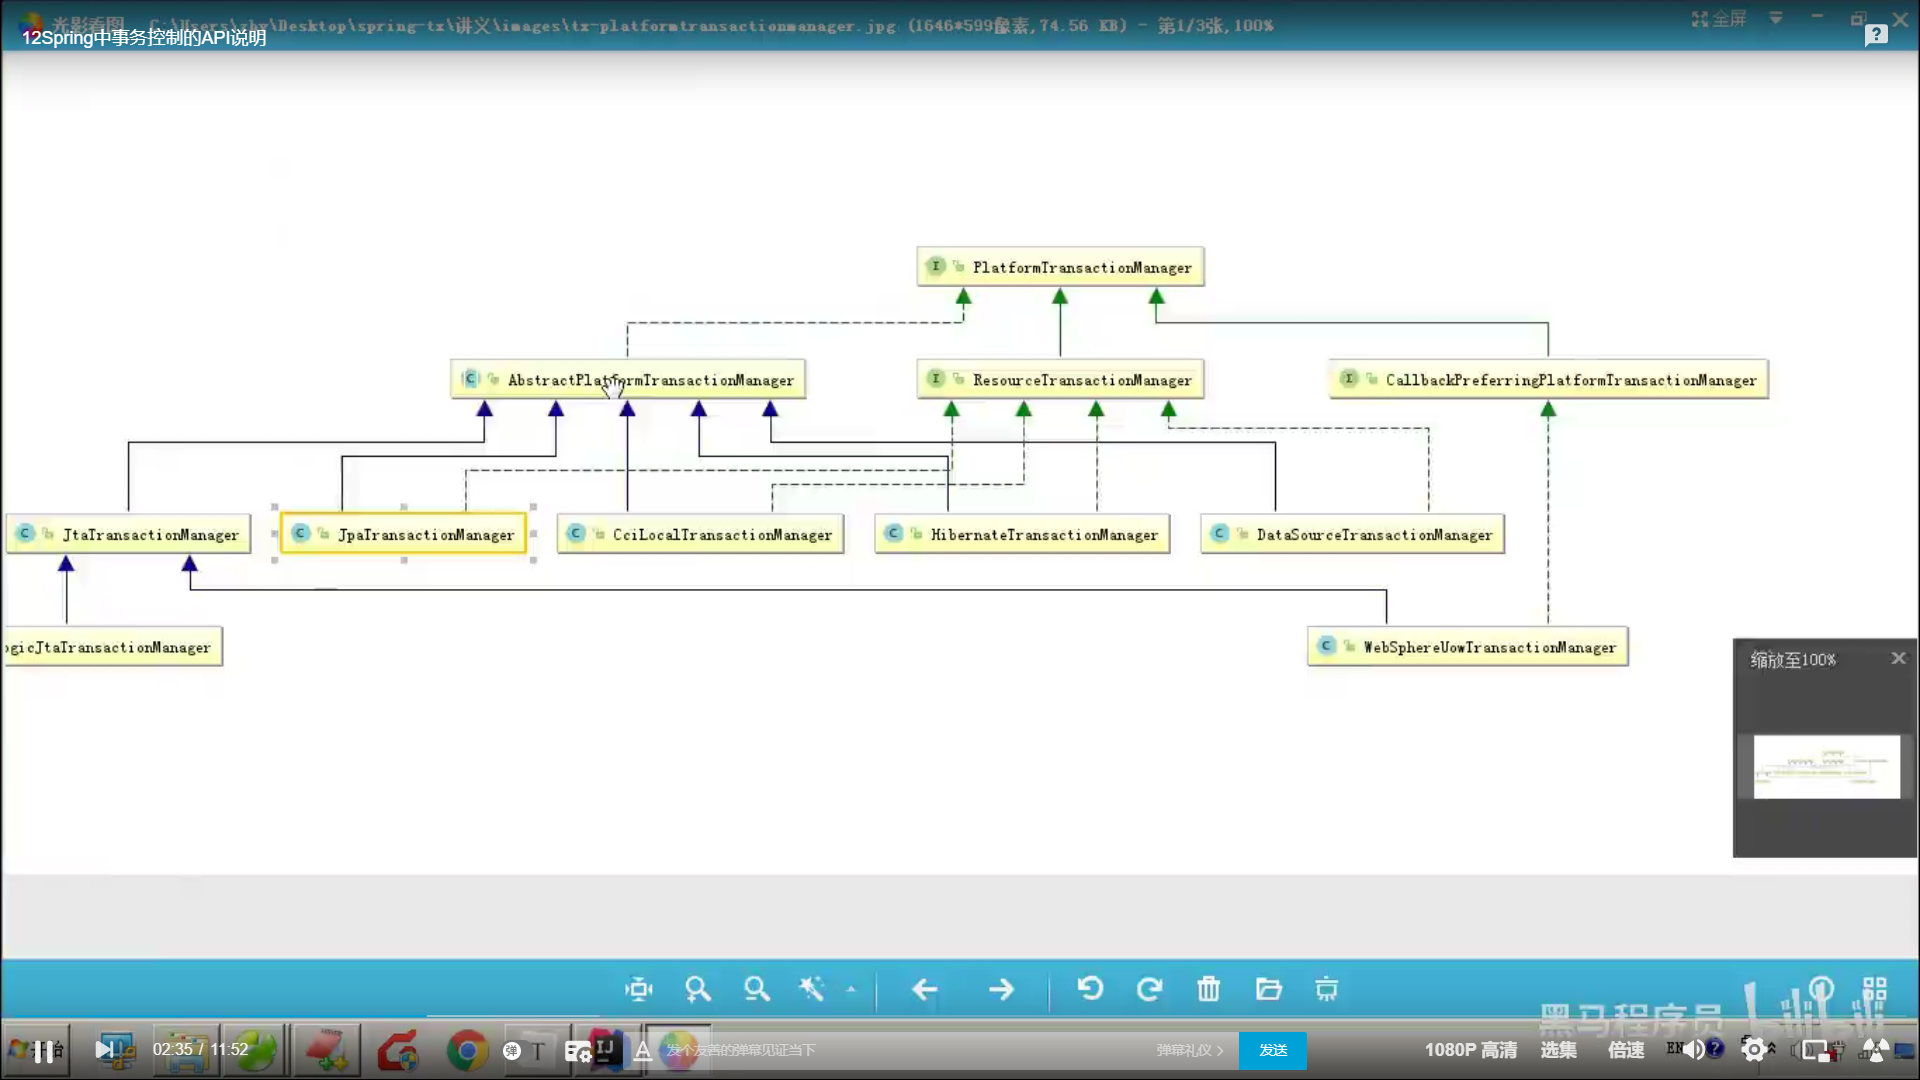 光影看图 C:\Users\zhy\Desktop\spring-tx\讲义\images\tx-platformtransactionmanager.jpg (1646*599像素,74.56 KB) - 第1/3张,100%
全屏
12Spring中事务控制的API说明
PlatformTransactionManager
AbstractPlatformTransactionManager
ResourceTransactionManager
CallbackPreferringPlatformTransactionManager
JtaTransactionManager
JpaTransactionManager
CciLocalTransactionManager
HibernateTransactionManager
DataSourceTransactionManager
ogicJtaTransactionManager
WebSphereUowTransactionManager
缩放至100%
黑马程序员
开始
02:35 / 11:52
弹
发个友善的弹幕见证当下
弹幕礼仪
发送
1080P 高清
选集
倍速
EN